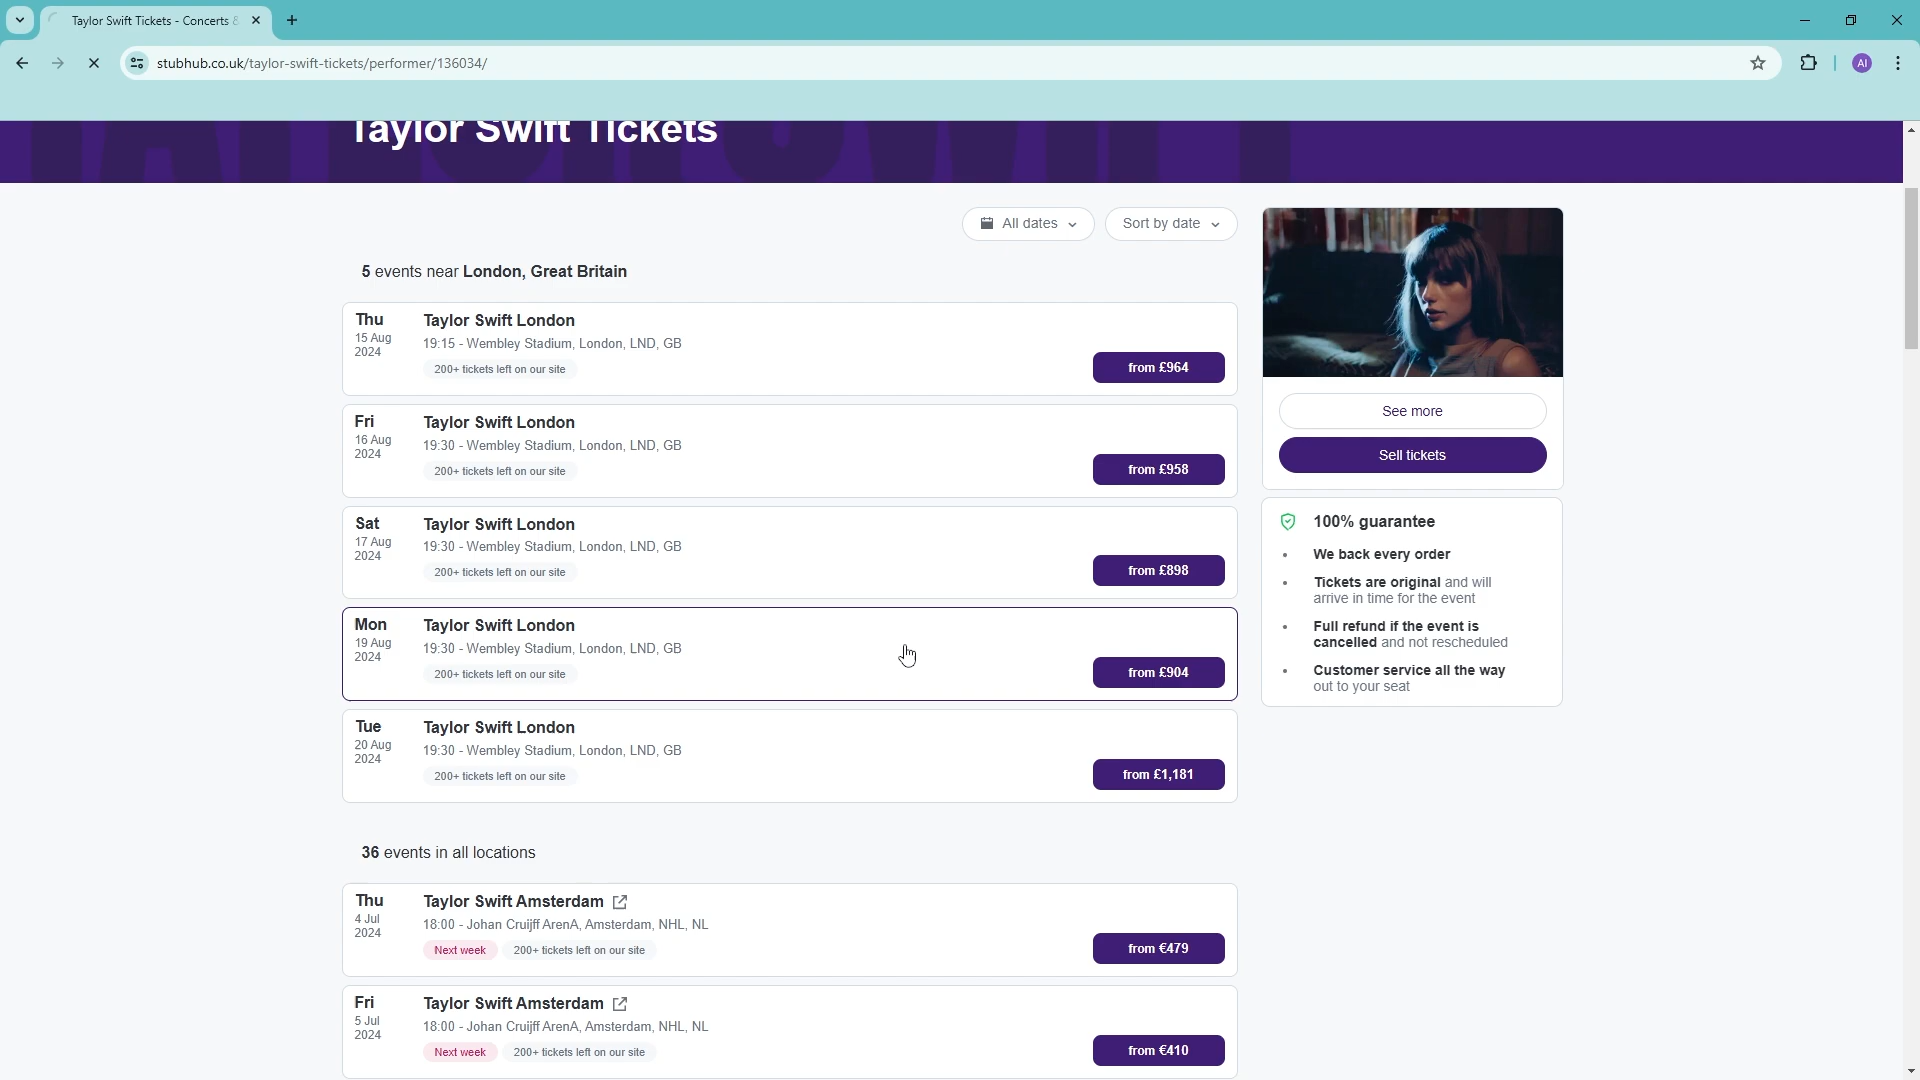 Taylor Swift Tickets - Concerts &
stubhub.co.uk/taylor-swift-tickets/performer/136034/
AI
Taylor Swift Tickets
All dates
Sort by date
5 events near London, Great Britain
Thu
15 Aug
2024
Taylor Swift London
19:15 - Wembley Stadium, London, LND, GB
200+ tickets left on our site
from £964
Fri
16 Aug
2024
Taylor Swift London
19:30 - Wembley Stadium, London, LND, GB
200+ tickets left on our site
from £958
Sat
17 Aug
2024
Taylor Swift London
19:30 - Wembley Stadium, London, LND, GB
200+ tickets left on our site
from £898
Mon
19 Aug
2024
Taylor Swift London
19:30 - Wembley Stadium, London, LND, GB
200+ tickets left on our site
from £904
Tue
20 Aug
2024
Taylor Swift London
19:30 - Wembley Stadium, London, LND, GB
200+ tickets left on our site
from £1,181
36 events in all locations
Thu
4 Jul
2024
Taylor Swift Amsterdam
18:00 - Johan Cruijff ArenA, Amsterdam, NHL, NL
Next week
200+ tickets left on our site
from €479
Fri
5 Jul
2024
Taylor Swift Amsterdam
18:00 - Johan Cruijff ArenA, Amsterdam, NHL, NL
Next week
200+ tickets left on our site
from €410
See more
Sell tickets
100% guarantee
We back every order
Tickets are original and will
arrive in time for the event
Full refund if the event is
cancelled and not rescheduled
Customer service all the way
out to your seat